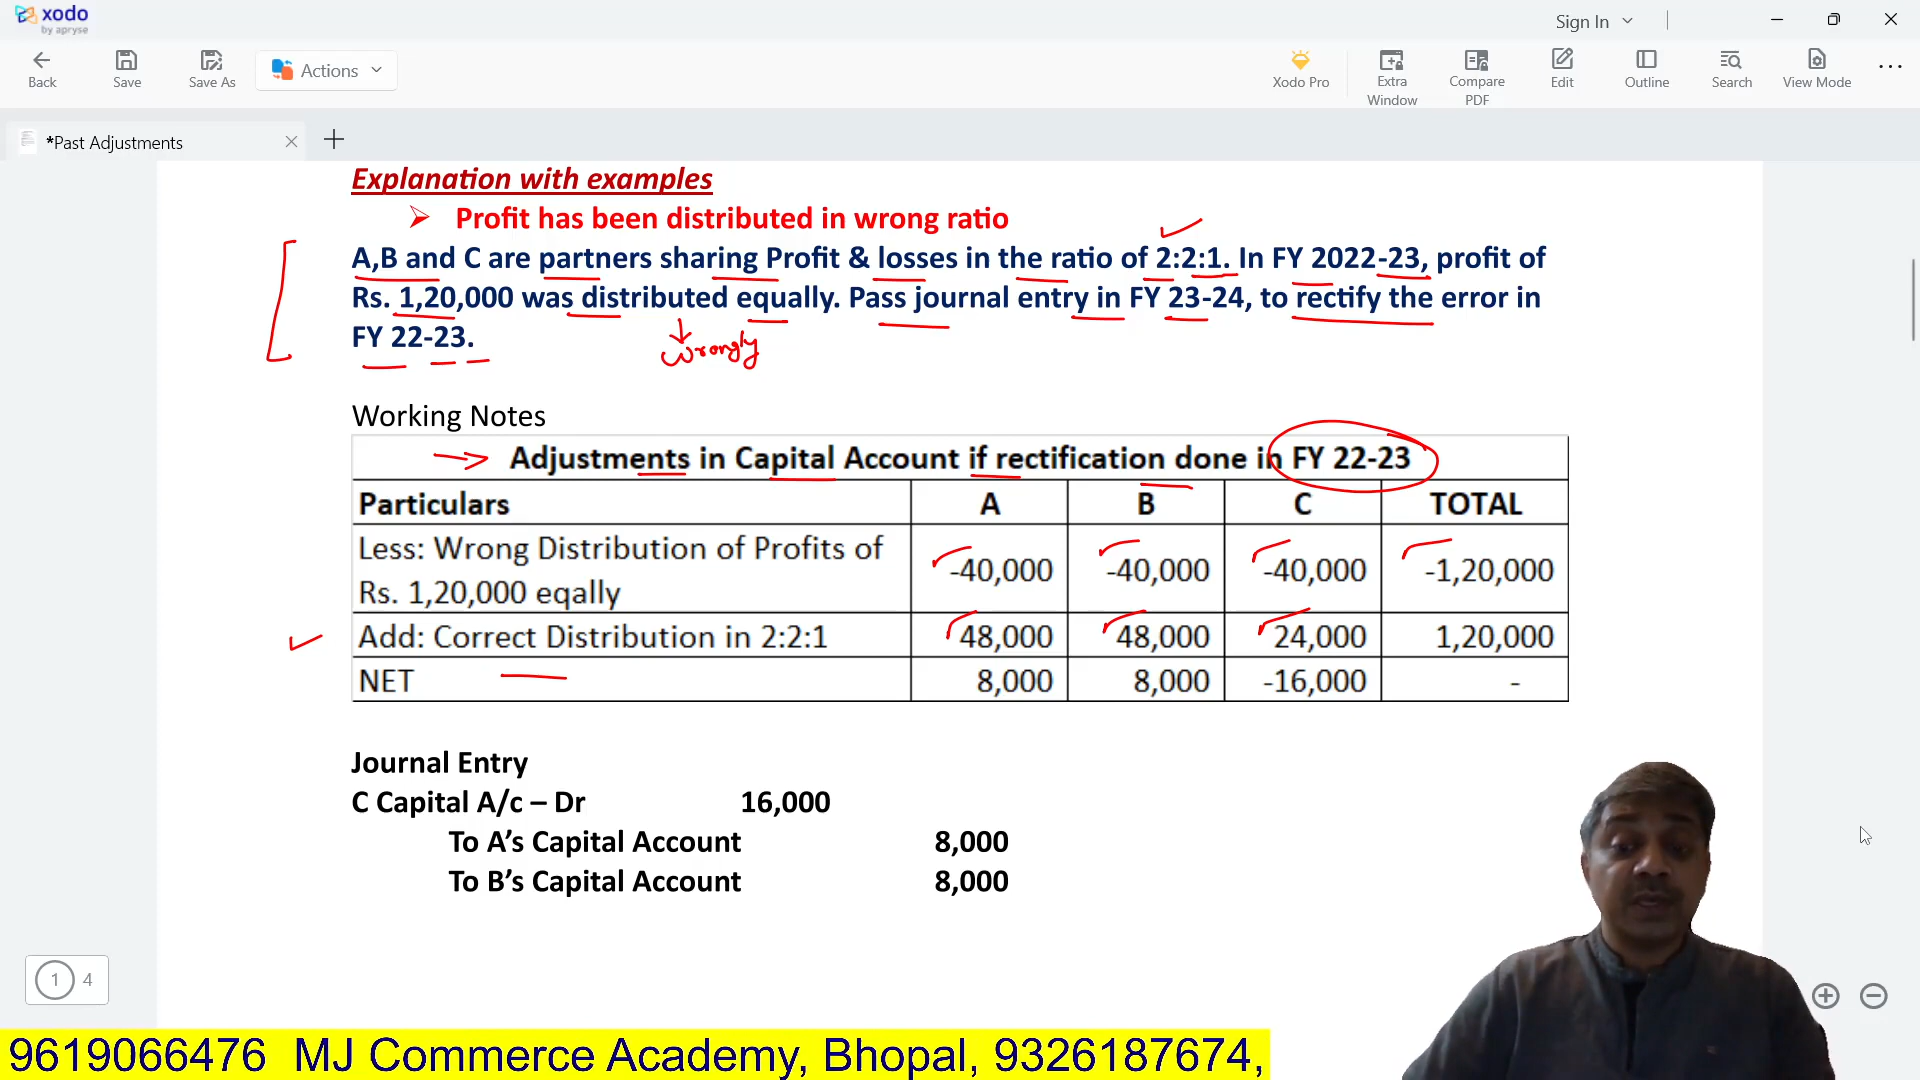 xodo
by apryse
Sign In
Back
Save
Save As
Actions
Xodo Pro
Extra Window
Compare PDF
Edit
Outline
Search
View Mode
*Past Adjustments
Explanation with examples
Profit has been distributed in wrong ratio
A,B and C are partners sharing Profit & losses in the ratio of 2:2:1. In FY 2022-23, profit of
Rs. 1,20,000 was distributed equally. Pass journal entry in FY 23-24, to rectify the error in
FY 22-23.
wrongly
Working Notes
Adjustments in Capital Account if rectification done in FY 22-23
Particulars A B C TOTAL
Less: Wrong Distribution of Profits of
Rs. 1,20,000 eqally -40,000 -40,000 -40,000 -1,20,000
Add: Correct Distribution in 2:2:1 48,000 48,000 24,000 1,20,000
NET 8,000 8,000 -16,000 -
Journal Entry
C Capital A/c – Dr 16,000
To A’s Capital Account 8,000
To B’s Capital Account 8,000
1 4
9619066476 MJ Commerce Academy, Bhopal, 9326187674,